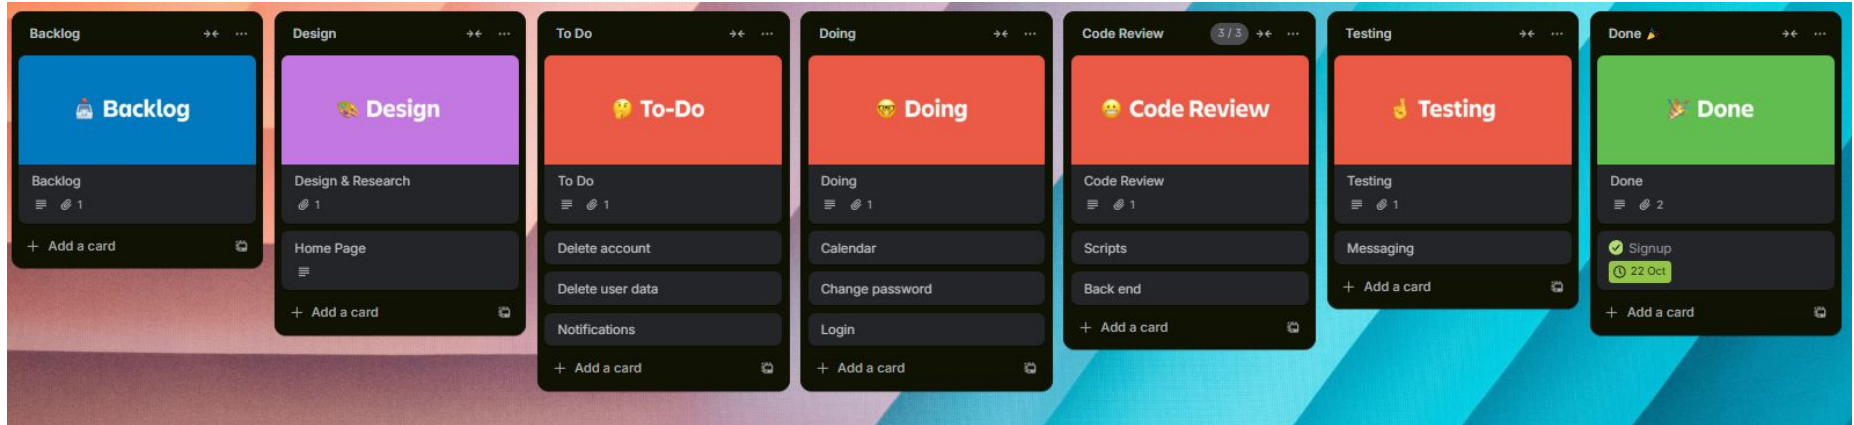 Backlog
Backlog
Backlog
1
Add a card
Design
Design
Design & Research
1
Home Page
Add a card
To Do
To-Do
To Do
1
Delete account
Delete user data
Notifications
Add a card
Doing
Doing
Doing
1
Calendar
Change password
Login
Add a card
Code Review 3 / 3
Code Review
Code Review
1
Scripts
Back end
Add a card
Testing
Testing
Testing
1
Messaging
Add a card
Done 🎉
Done
Done
2
Signup
22 Oct
Add a card